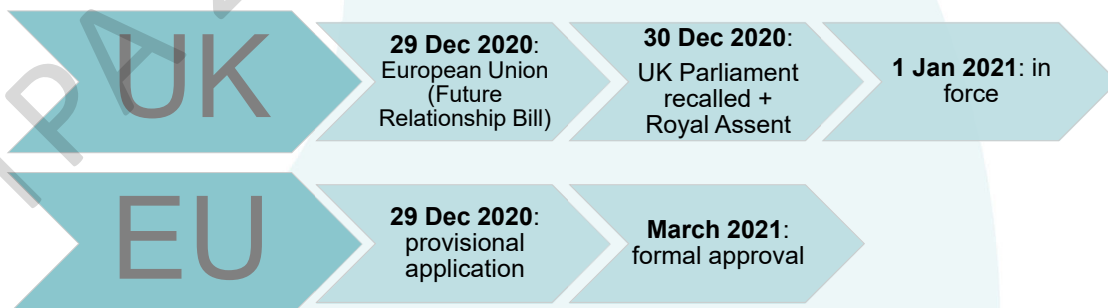 UK
29 Dec 2020:
European Union
(Future
Relationship Bill)
30 Dec 2020:
UK Parliament
recalled +
Royal Assent
1 Jan 2021: in
force
EU
29 Dec 2020:
provisional
application
March 2021:
formal approval